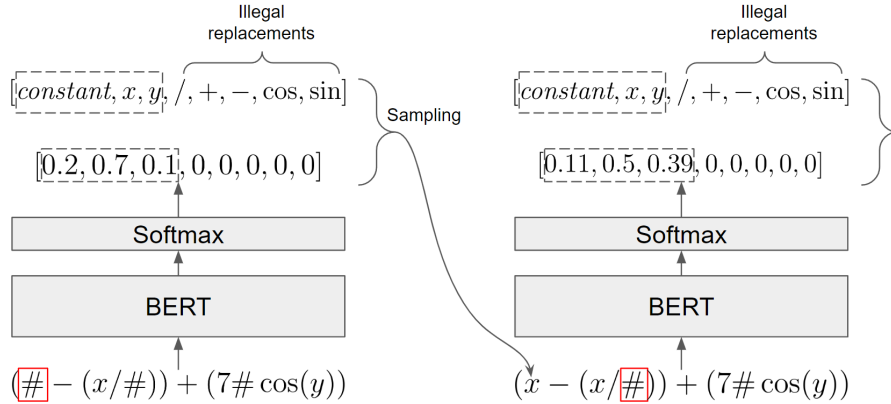 Illegal
replacements
[constant, x, y, /, +, −, cos, sin]
[0.2, 0.7, 0.1, 0, 0, 0, 0, 0]
Softmax
BERT
(# − (x/#)) + (7# cos(y))
Sampling
Illegal
replacements
[constant, x, y, /, +, −, cos, sin]
[0.11, 0.5, 0.39, 0, 0, 0, 0, 0]
Softmax
BERT
(x − (x/#)) + (7# cos(y))